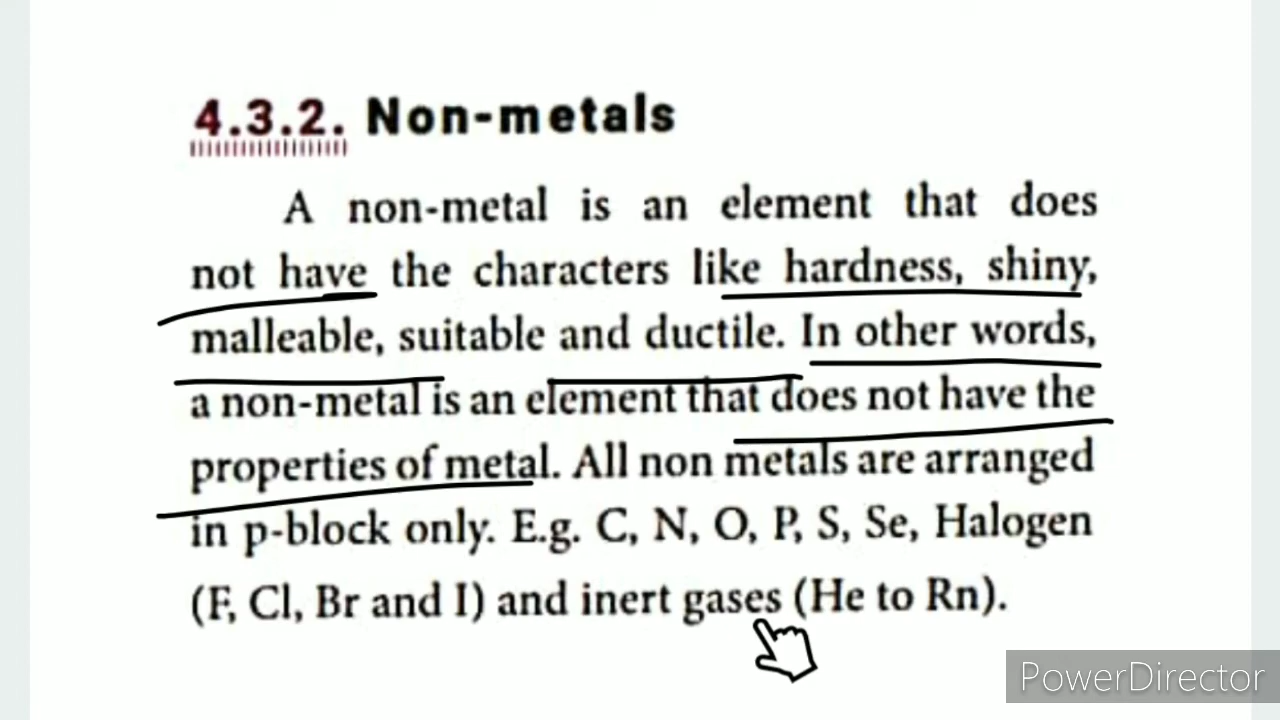 4.3.2. Non-metals
A non-metal is an element that does
not have the characters like hardness, shiny,
malleable, suitable and ductile. In other words,
a non-metal is an element that does not have the
properties of metal. All non metals are arranged
in p-block only. E.g. C, N, O, P, S, Se, Halogen
(F, Cl, Br and I) and inert gases (He to Rn).
PowerDirector